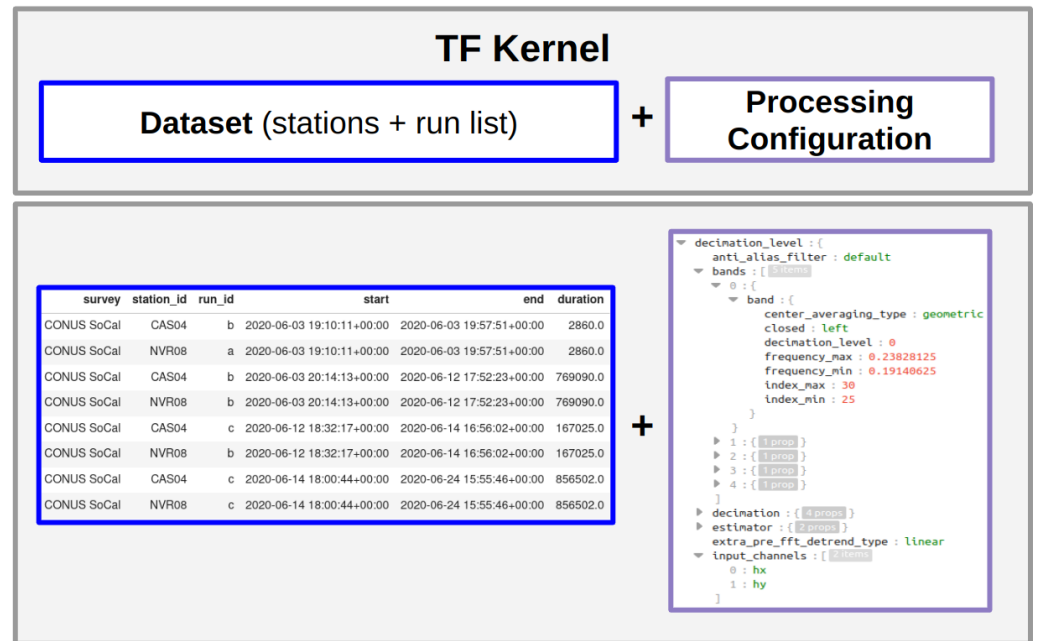 TF Kernel
Dataset (stations + run list)
+
Processing
Configuration
survey station_id run_id start end duration
CONUS SoCal CAS04 b 2020-06-03 19:10:11+00:00 2020-06-03 19:57:51+00:00 2860.0
CONUS SoCal NVR08 a 2020-06-03 19:10:11+00:00 2020-06-03 19:57:51+00:00 2860.0
CONUS SoCal CAS04 b 2020-06-03 20:14:13+00:00 2020-06-12 17:52:23+00:00 769090.0
CONUS SoCal NVR08 b 2020-06-03 20:14:13+00:00 2020-06-12 17:52:23+00:00 769090.0
CONUS SoCal CAS04 c 2020-06-12 18:32:17+00:00 2020-06-14 16:56:02+00:00 167025.0
CONUS SoCal NVR08 b 2020-06-12 18:32:17+00:00 2020-06-14 16:56:02+00:00 167025.0
CONUS SoCal CAS04 c 2020-06-14 18:00:44+00:00 2020-06-24 15:55:46+00:00 856502.0
CONUS SoCal NVR08 c 2020-06-14 18:00:44+00:00 2020-06-24 15:55:46+00:00 856502.0
+
decimation_level : {
anti_alias_filter : default
bands : [ 5 items
0 : {
band : {
center_averaging_type : geometric
closed : left
decimation_level : 0
frequency_max : 0.23828125
frequency_min : 0.19140625
index_max : 30
index_min : 25
}
}
1 : { 1 prop }
2 : { 1 prop }
3 : { 1 prop }
4 : { 1 prop }
]
decimation : { 4 props }
estimator : { 2 props }
extra_pre_fft_detrend_type : linear
input_channels : [ 2 items
0 : hx
1 : hy
]